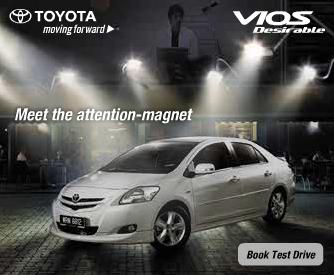 TOYOTA
moving forward
VIOS
Desirable
Meet the attention-magnet
Book Test Drive